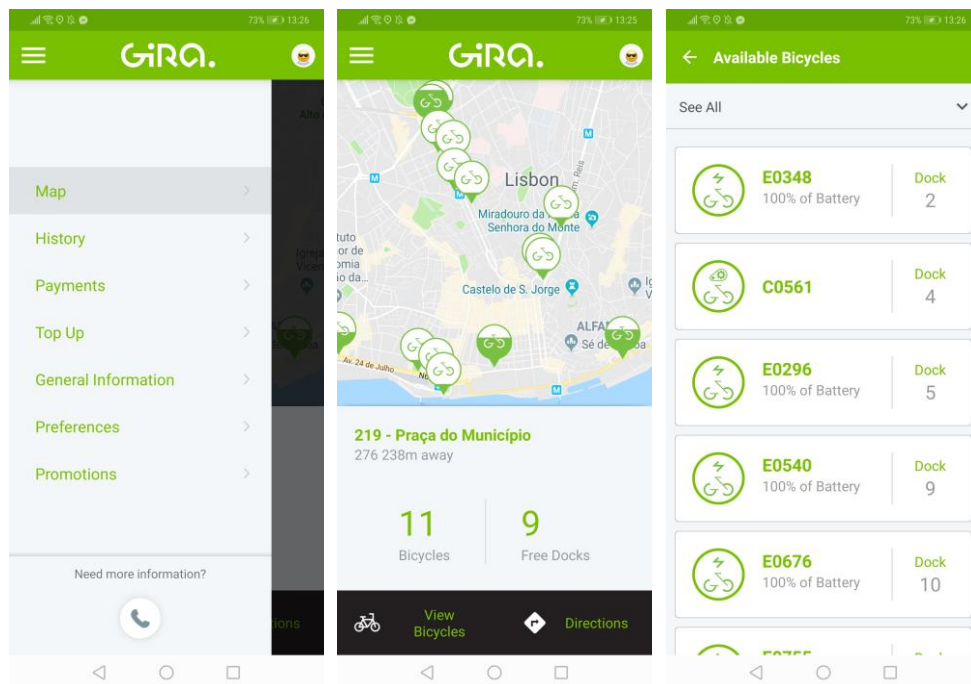 73% 13:26
GiRa.
Map
History
Payments
Top Up
General Information
Preferences
Promotions
Need more information?
73% 13:25
GiRa.
M
M
Lisbon
Miradouro da
Senhora do Monte
Castelo de S. Jorge
ALFA
Sé de
Av. 24 de Julho
M
219 - Praça do Município
276 238m away
11
Bicycles
9
Free Docks
View
Bicycles
Directions
73% 13:26
Available Bicycles
See All
E0348
100% of Battery
Dock
2
C0561
Dock
4
E0296
100% of Battery
Dock
5
E0540
100% of Battery
Dock
9
E0676
100% of Battery
Dock
10